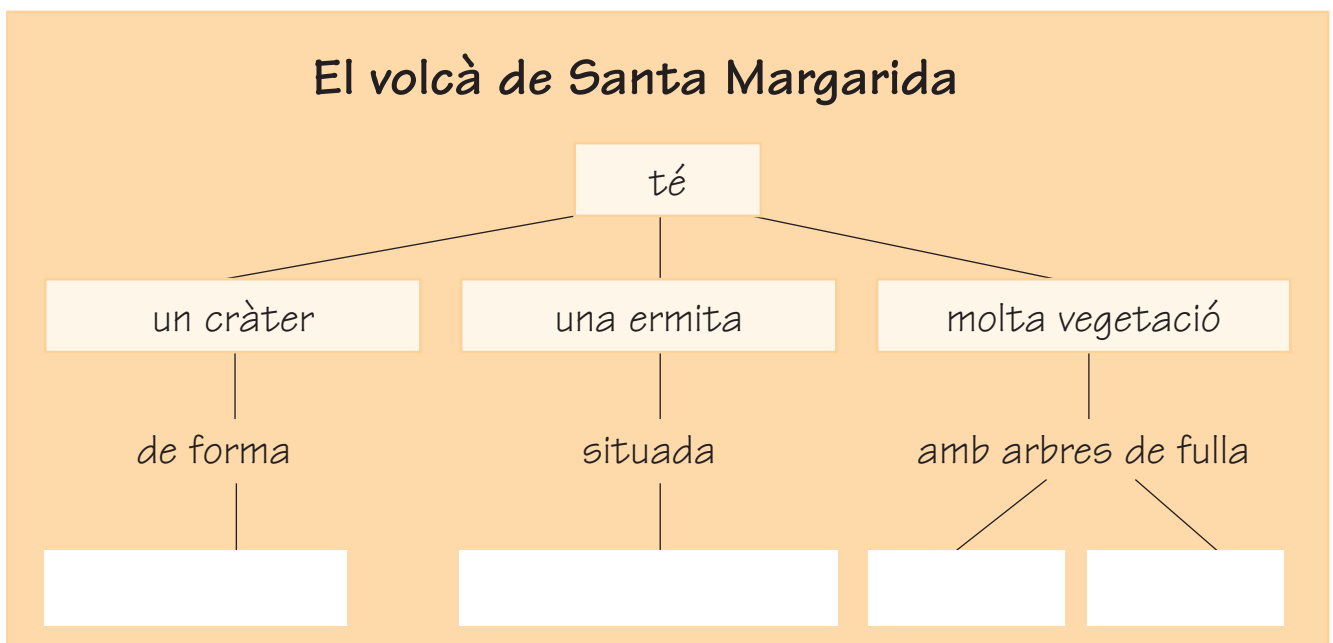 El volcà de Santa Margarida
té
un cràter
una ermita
molta vegetació
de forma
situada
amb arbres de fulla